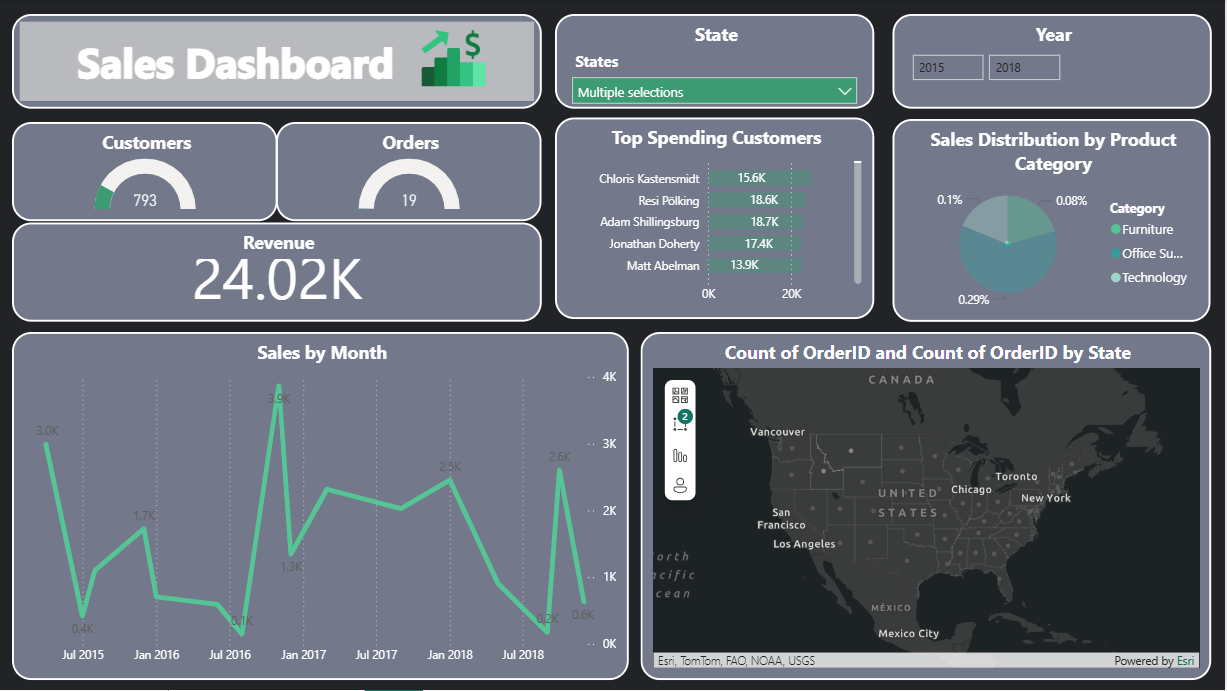 Sales Dashboard
$
State
States
Multiple selections
Year
2015
2018
Customers
793
Orders
19
Revenue
24.02K
Top Spending Customers
Chloris Kastensmidt
15.6K
Resi Pölking
18.6K
Adam Shillingsburg
18.7K
Jonathan Doherty
17.4K
Matt Abelman
13.9K
0K
20K
Sales Distribution by Product
Category
0.1%
0.08%
0.29%
Category
Furniture
Office Su...
Technology
Sales by Month
4K
3K
2K
1K
0K
3.0K
0.4K
1.7K
0.1K
3.9K
1.3K
2.5K
0.2K
2.6K
0.6K
Jul 2015
Jan 2016
Jul 2016
Jan 2017
Jul 2017
Jan 2018
Jul 2018
Count of OrderID and Count of OrderID by State
2
CANADA
Vancouver
Toronto
Chicago
New York
UNITED
STATES
San
Francisco
Los Angeles
orth
acific
cean
MÉXICO
Mexico City
Esri, TomTom, FAO, NOAA, USGS
Powered by Esri